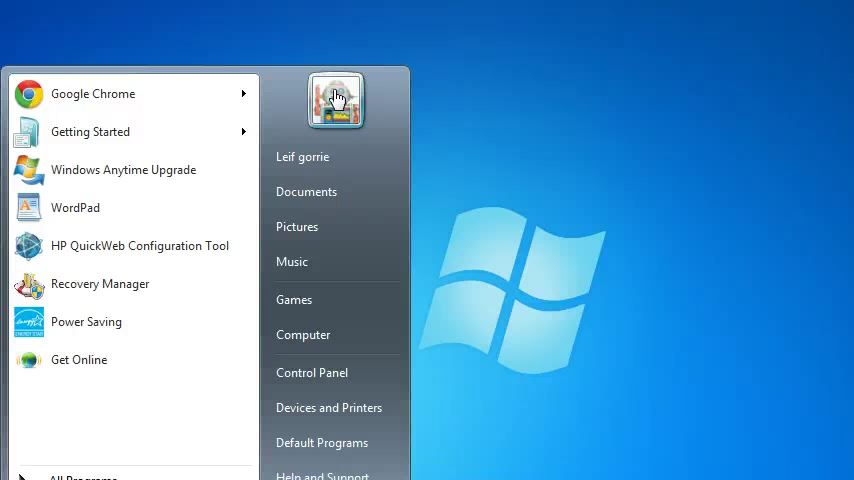 Google Chrome
Getting Started
Windows Anytime Upgrade
WordPad
HP QuickWeb Configuration Tool
Recovery Manager
Power Saving
Get Online
All Programs
Leif gorrie
Documents
Pictures
Music
Games
Computer
Control Panel
Devices and Printers
Default Programs
Help and Support